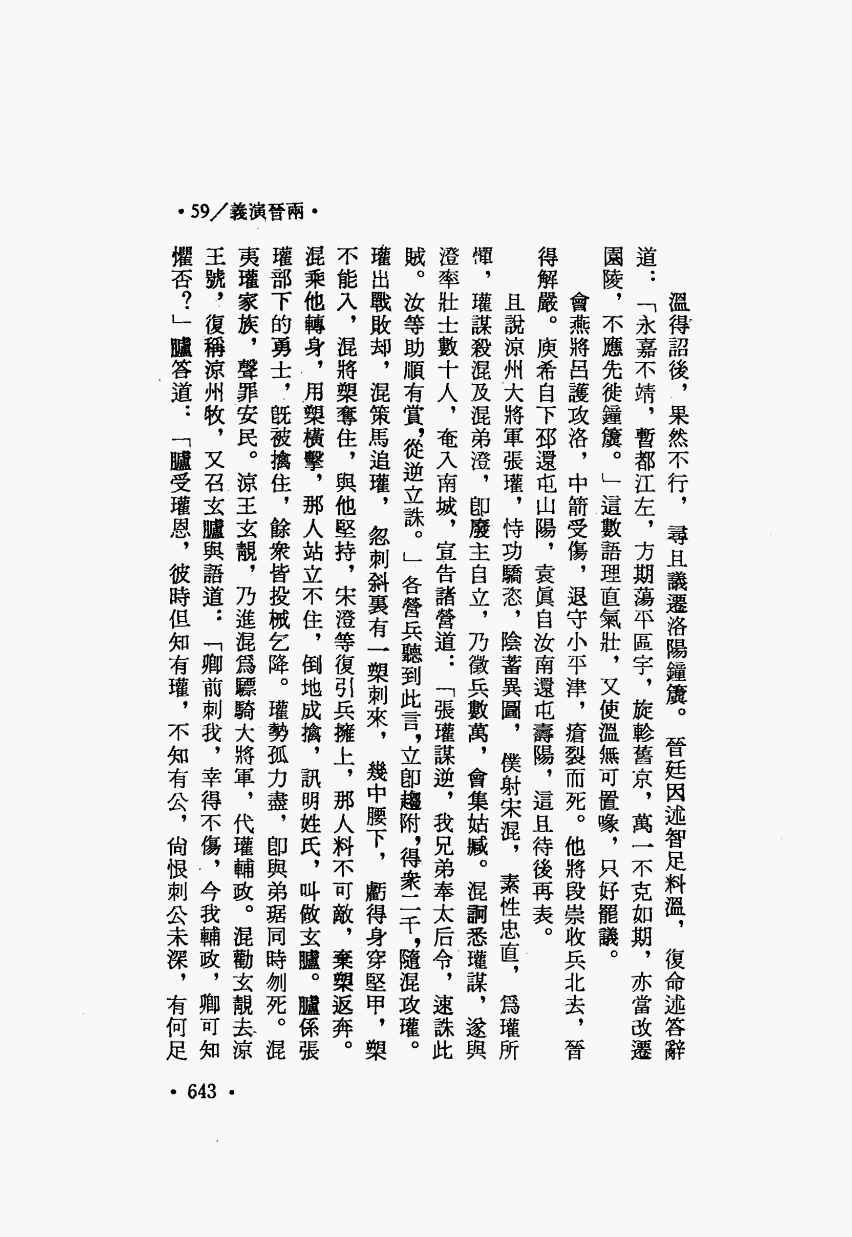 •59／義演晉兩•
溫得詔後，果然不行，尋且議遷洛陽鐘簴。晉廷因述智足料溫，復命述答辭
道：「永嘉不靖，暫都江左，方期蕩平區宇，旋軫舊京，萬一不克如期，亦當改遷
園陵，不應先徙鐘簴。」這數語理直氣壯，又使溫無可置喙，只好罷議。
會燕將呂護攻洛，中箭受傷，退守小平津，瘡裂而死。他將段崇收兵北去，晉
得解嚴。庾希自下邳還屯山陽，袁眞自汝南還屯壽陽，這且待後再表。
且說涼州大將軍張瓘，恃功驕恣，陰蓄異圖，僕射宋混，素性忠直，爲瓘所
憚，瓘謀殺混及混弟澄，卽廢主自立，乃徵兵數萬，會集姑臧。混詗悉瓘謀，遂與
澄率壯士數十人，奄入南城，宣告諸營道：「張瓘謀逆，我兄弟奉太后令，速誅此
賊。汝等助順有賞，從逆立誅。」各營兵聽到此言，立卽趨附，得衆二千，隨混攻瓘。
瓘出戰敗却，混策馬追瓘，忽刺斜裏有一槊刺來，幾中腰下，虧得身穿堅甲，槊
不能入，混將槊奪住，與他堅持，宋澄等復引兵擁上，那人料不可敵，棄槊返奔。
混乘他轉身，用槊橫擊，那人站立不住，倒地成擒，訊明姓氏，叫做玄臚。臚係張
瓘部下的勇士，旣被擒住，餘衆皆投械乞降。瓘勢孤力盡，卽與弟琚同時刎死。混
夷瓘家族，聲罪安民。涼王玄靚，乃進混爲驃騎大將軍，代瓘輔政。混勸玄靚去涼
王號，復稱涼州牧，又召玄臚與語道：「卿前刺我，幸得不傷，今我輔政，卿可知
懼否？」臚答道：「臚受瓘恩，彼時但知有瓘，不知有公，尙恨刺公未深，有何足
•643•